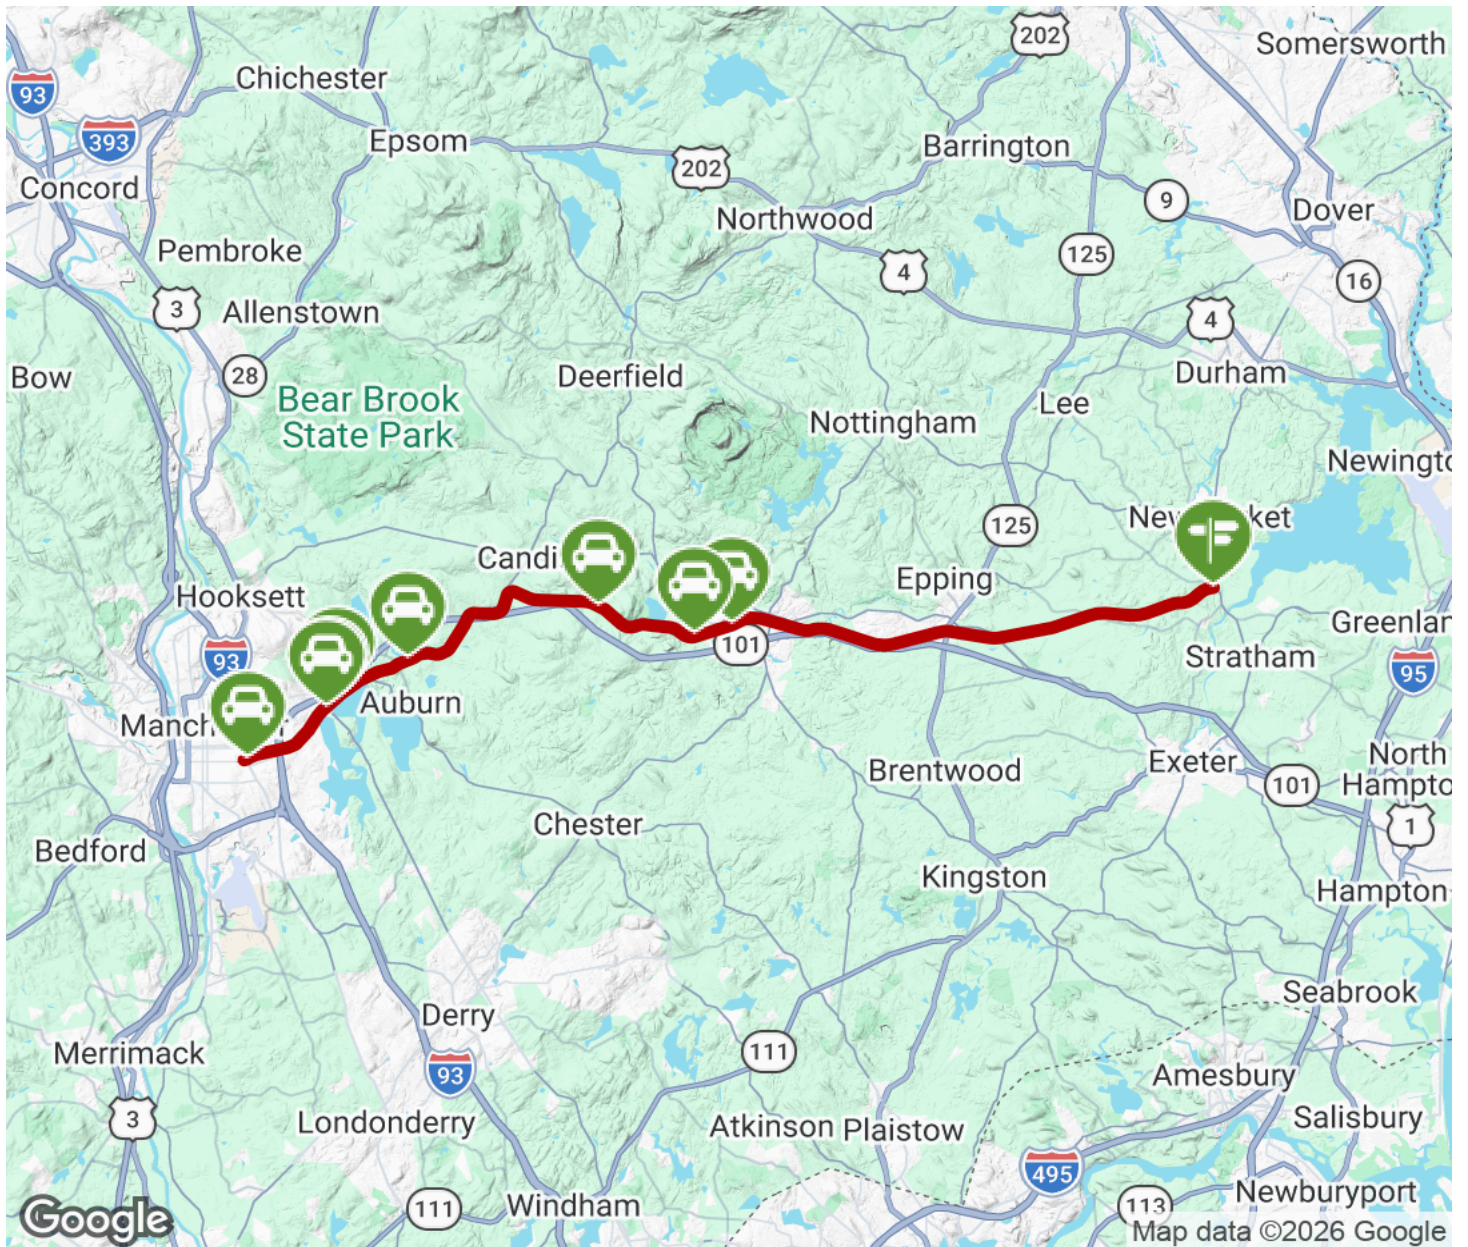 202
Somersworth
93
Chichester
393
Epsom
Barrington
202
Concord
9
Northwood
Dover
Pembroke
125
4
16
3
Allenstown
4
28
Bow
Deerfield
Durham
Bear Brook
State Park
Lee
Nottingham
Newingto
125
New ket
Candi
Epping
Hooksett
Greenlan
93
101
Stratham
95
Auburn
Manch r
North
Hampto
Exeter
Brentwood
101
Chester
1
Bedford
Kingston
Hampton
Seabrook
Derry
Merrimack
111
93
Amesbury
3
Londonderry
Atkinson
Plaistow
Salisbury
495
Newburyport
111
Windham
113
Google
Map data ©2026 Google